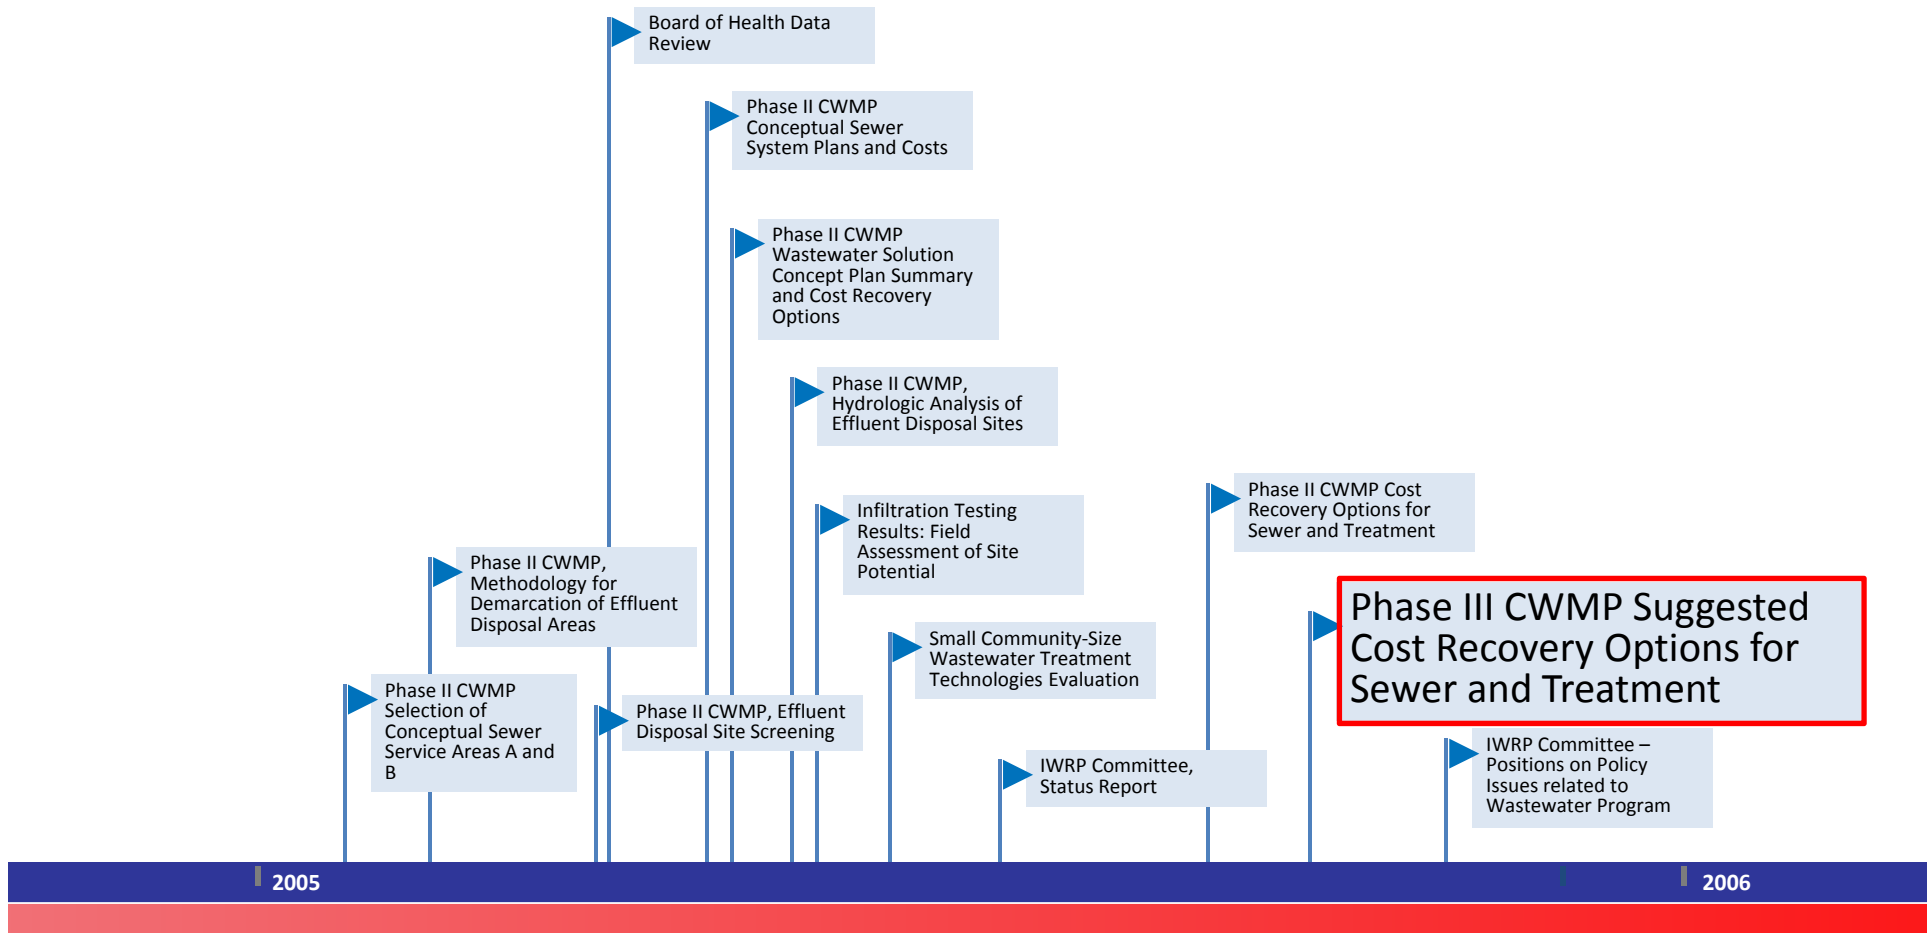 Board of Health Data
Review
Phase II CWMP
Conceptual Sewer
System Plans and Costs
Phase II CWMP
Wastewater Solution
Concept Plan Summary
and Cost Recovery
Options
Phase II CWMP,
Hydrologic Analysis of
Effluent Disposal Sites
Phase II CWMP Cost
Recovery Options for
Sewer and Treatment
Infiltration Testing
Results: Field
Assessment of Site
Potential
Phase II CWMP,
Methodology for
Demarcation of Effluent
Disposal Areas
Phase III CWMP Suggested
Cost Recovery Options for
Sewer and Treatment
Small Community-Size
Wastewater Treatment
Technologies Evaluation
Phase II CWMP
Selection of
Conceptual Sewer
Service Areas A and
B
Phase II CWMP, Effluent
Disposal Site Screening
IWRP Committee –
Positions on Policy
Issues related to
Wastewater Program
IWRP Committee,
Status Report
2005
2006